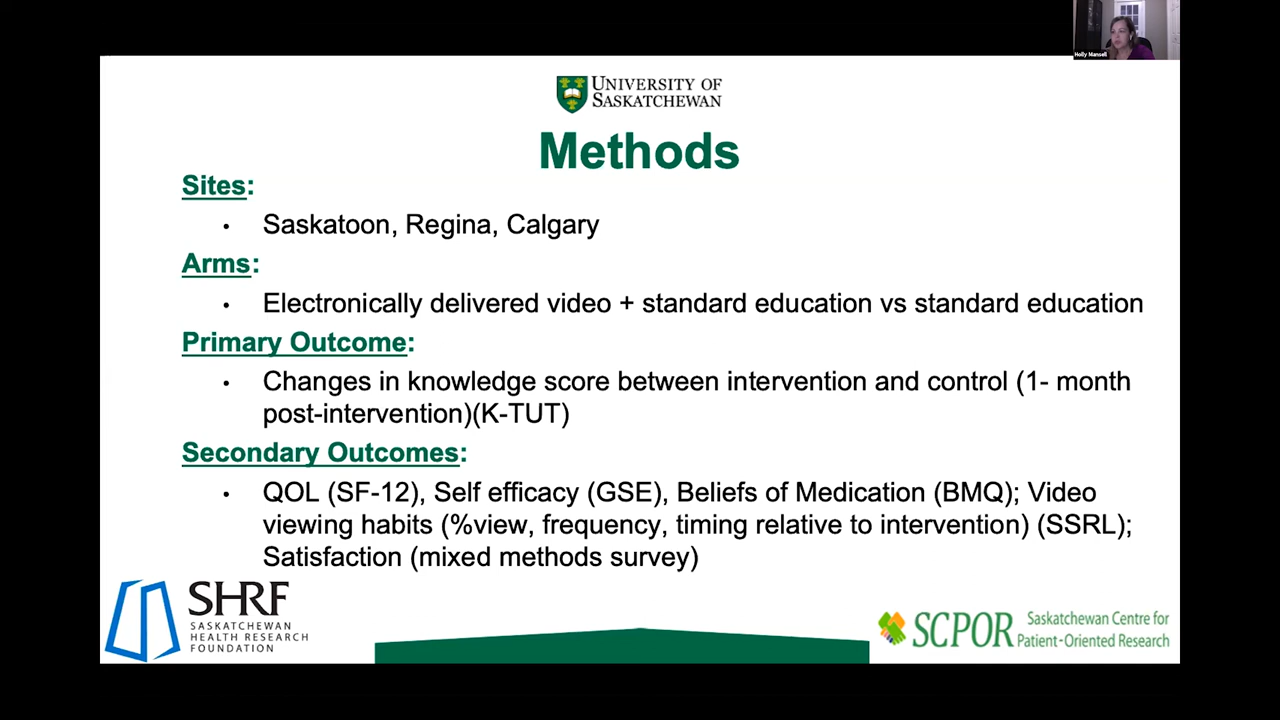 Holly Mansell
UNIVERSITY OF
SASKATCHEWAN
Methods
Sites:
• Saskatoon, Regina, Calgary
Arms:
• Electronically delivered video + standard education vs standard education
Primary Outcome:
• Changes in knowledge score between intervention and control (1- month
post-intervention)(K-TUT)
Secondary Outcomes:
• QOL (SF-12), Self efficacy (GSE), Beliefs of Medication (BMQ); Video
viewing habits (%view, frequency, timing relative to intervention) (SSRL);
Satisfaction (mixed methods survey)
SHRF
SASKATCHEWAN
HEALTH RESEARCH
FOUNDATION
SCPOR
Saskatchewan Centre for
Patient-Oriented Research